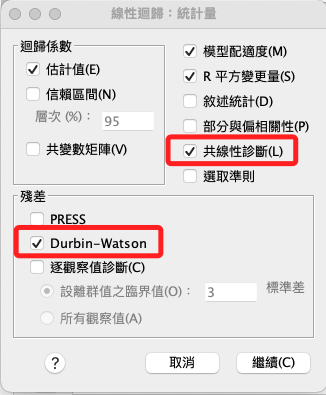 線性迴歸：統計量
迴歸係數
估計值(E)
信賴區間(N)
層次 (%)： 95
共變數矩陣(V)
模型配適度(M)
R 平方變更量(S)
敘述統計(D)
部分與偏相關性(P)
共線性診斷(L)
選取準則
殘差
PRESS
Durbin-Watson
逐觀察值診斷(C)
設離群值之臨界值(O)： 3 標準差
所有觀察值(A)
? 取消 繼續(C)